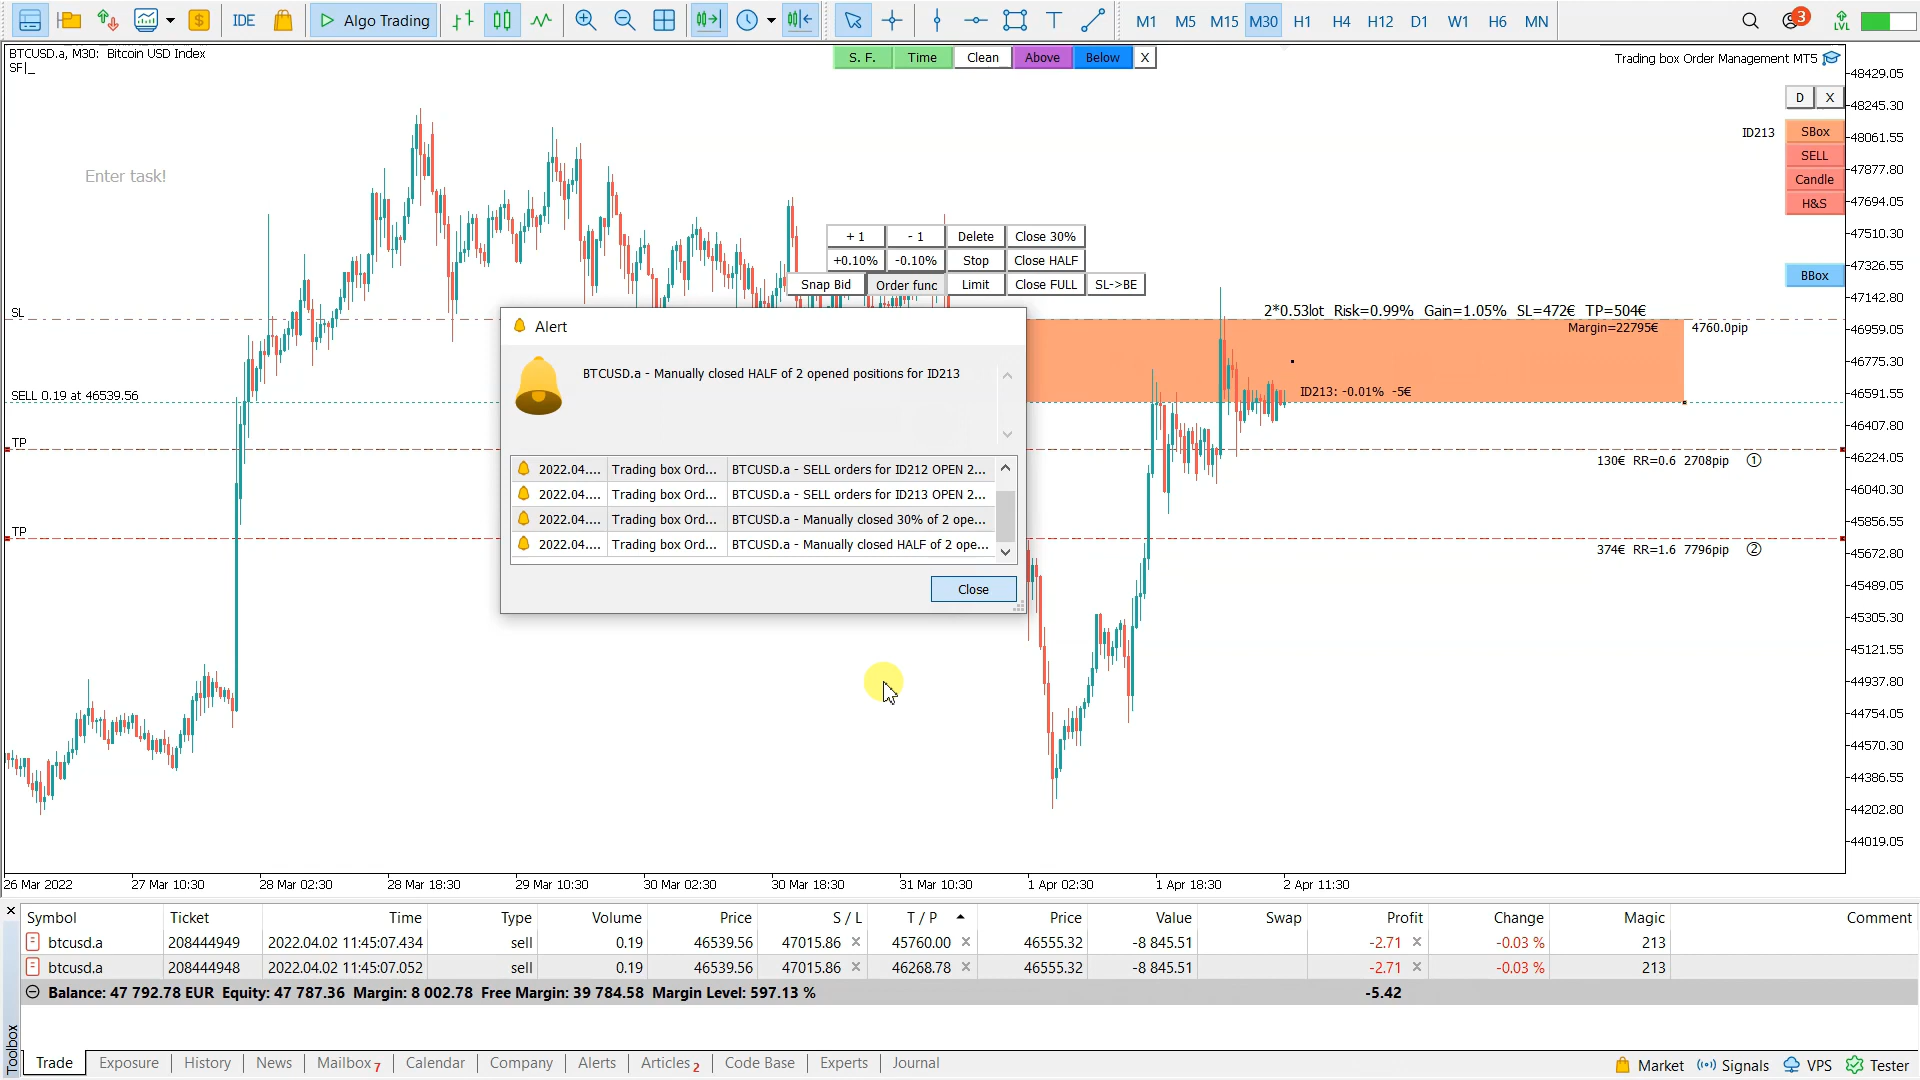 IDE
Algo Trading
M1 M5 M15 M30 H1 H4 H12 D1 W1 H6 MN
3
LVL
BTCUSD.a, M30: Bitcoin USD Index
SF|_
S. F. Time Clean Above Below X
Trading box Order Management MT5
48429.05
D X
48245.30
ID213 SBox
48061.55
SELL
47877.80
Enter task!
Candle
47694.05
H&S
+ 1 - 1 Delete Close 30%
47510.30
+0.10% -0.10% Stop Close HALF
47326.55
BBox
Snap Bid Order func Limit Close FULL SL->BE
47142.80
SL
2*0.53lot Risk=0.99% Gain=1.05% SL=472€ TP=504€
Margin=22795€ 4760.0pip
46959.05
Alert
46775.30
BTCUSD.a - Manually closed HALF of 2 opened positions for ID213
SELL 0.19 at 46539.56
ID213: -0.01% -5€
46591.55
46407.80
TP
130€ RR=0.6 2708pip ①
46224.05
2022.04.... Trading box Ord... BTCUSD.a - SELL orders for ID212 OPEN 2...
2022.04.... Trading box Ord... BTCUSD.a - SELL orders for ID213 OPEN 2...
46040.30
2022.04.... Trading box Ord... BTCUSD.a - Manually closed 30% of 2 ope...
45856.55
TP
2022.04.... Trading box Ord... BTCUSD.a - Manually closed HALF of 2 ope...
374€ RR=1.6 7796pip ②
45672.80
Close
45489.05
45305.30
45121.55
44937.80
44754.05
44570.30
44386.55
44202.80
44019.05
26 Mar 2022 27 Mar 10:30 28 Mar 02:30 28 Mar 18:30 29 Mar 10:30 30 Mar 02:30 30 Mar 18:30 31 Mar 10:30 1 Apr 02:30 1 Apr 18:30 2 Apr 11:30
Symbol Ticket Time Type Volume Price S / L T / P Price Value Swap Profit Change Magic Comment
btcusd.a 208444949 2022.04.02 11:45:07.434 sell 0.19 46539.56 47015.86 45760.00 46555.32 -8 845.51 -2.71 -0.03 % 213
btcusd.a 208444948 2022.04.02 11:45:07.052 sell 0.19 46539.56 47015.86 46268.78 46555.32 -8 845.51 -2.71 -0.03 % 213
Balance: 47 792.78 EUR Equity: 47 787.36 Margin: 8 002.78 Free Margin: 39 784.58 Margin Level: 597.13 % -5.42
Toolbox
Trade Exposure History News Mailbox 7 Calendar Company Alerts Articles 2 Code Base Experts Journal
Market Signals VPS Tester